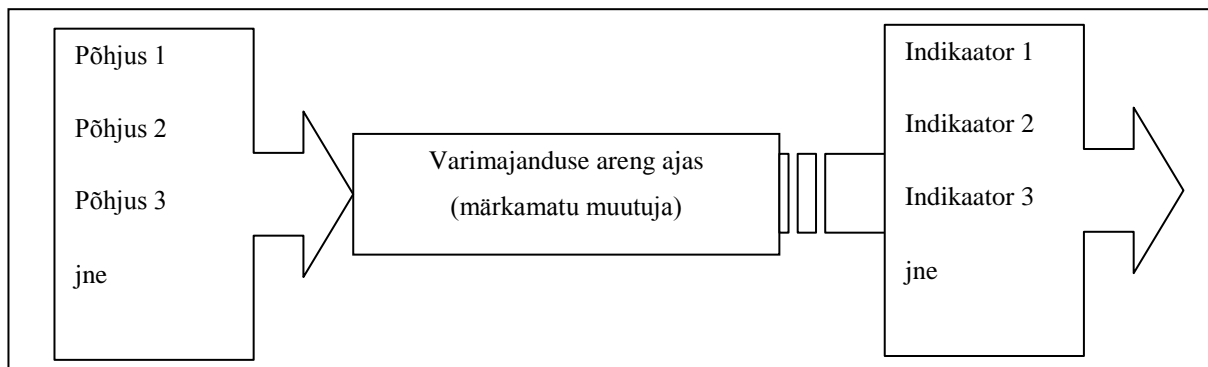 Põhjus 1
Põhjus 2
Põhjus 3
jne
Varimajanduse areng ajas
(märkamatu muutuja)
Indikaator 1
Indikaator 2
Indikaator 3
jne